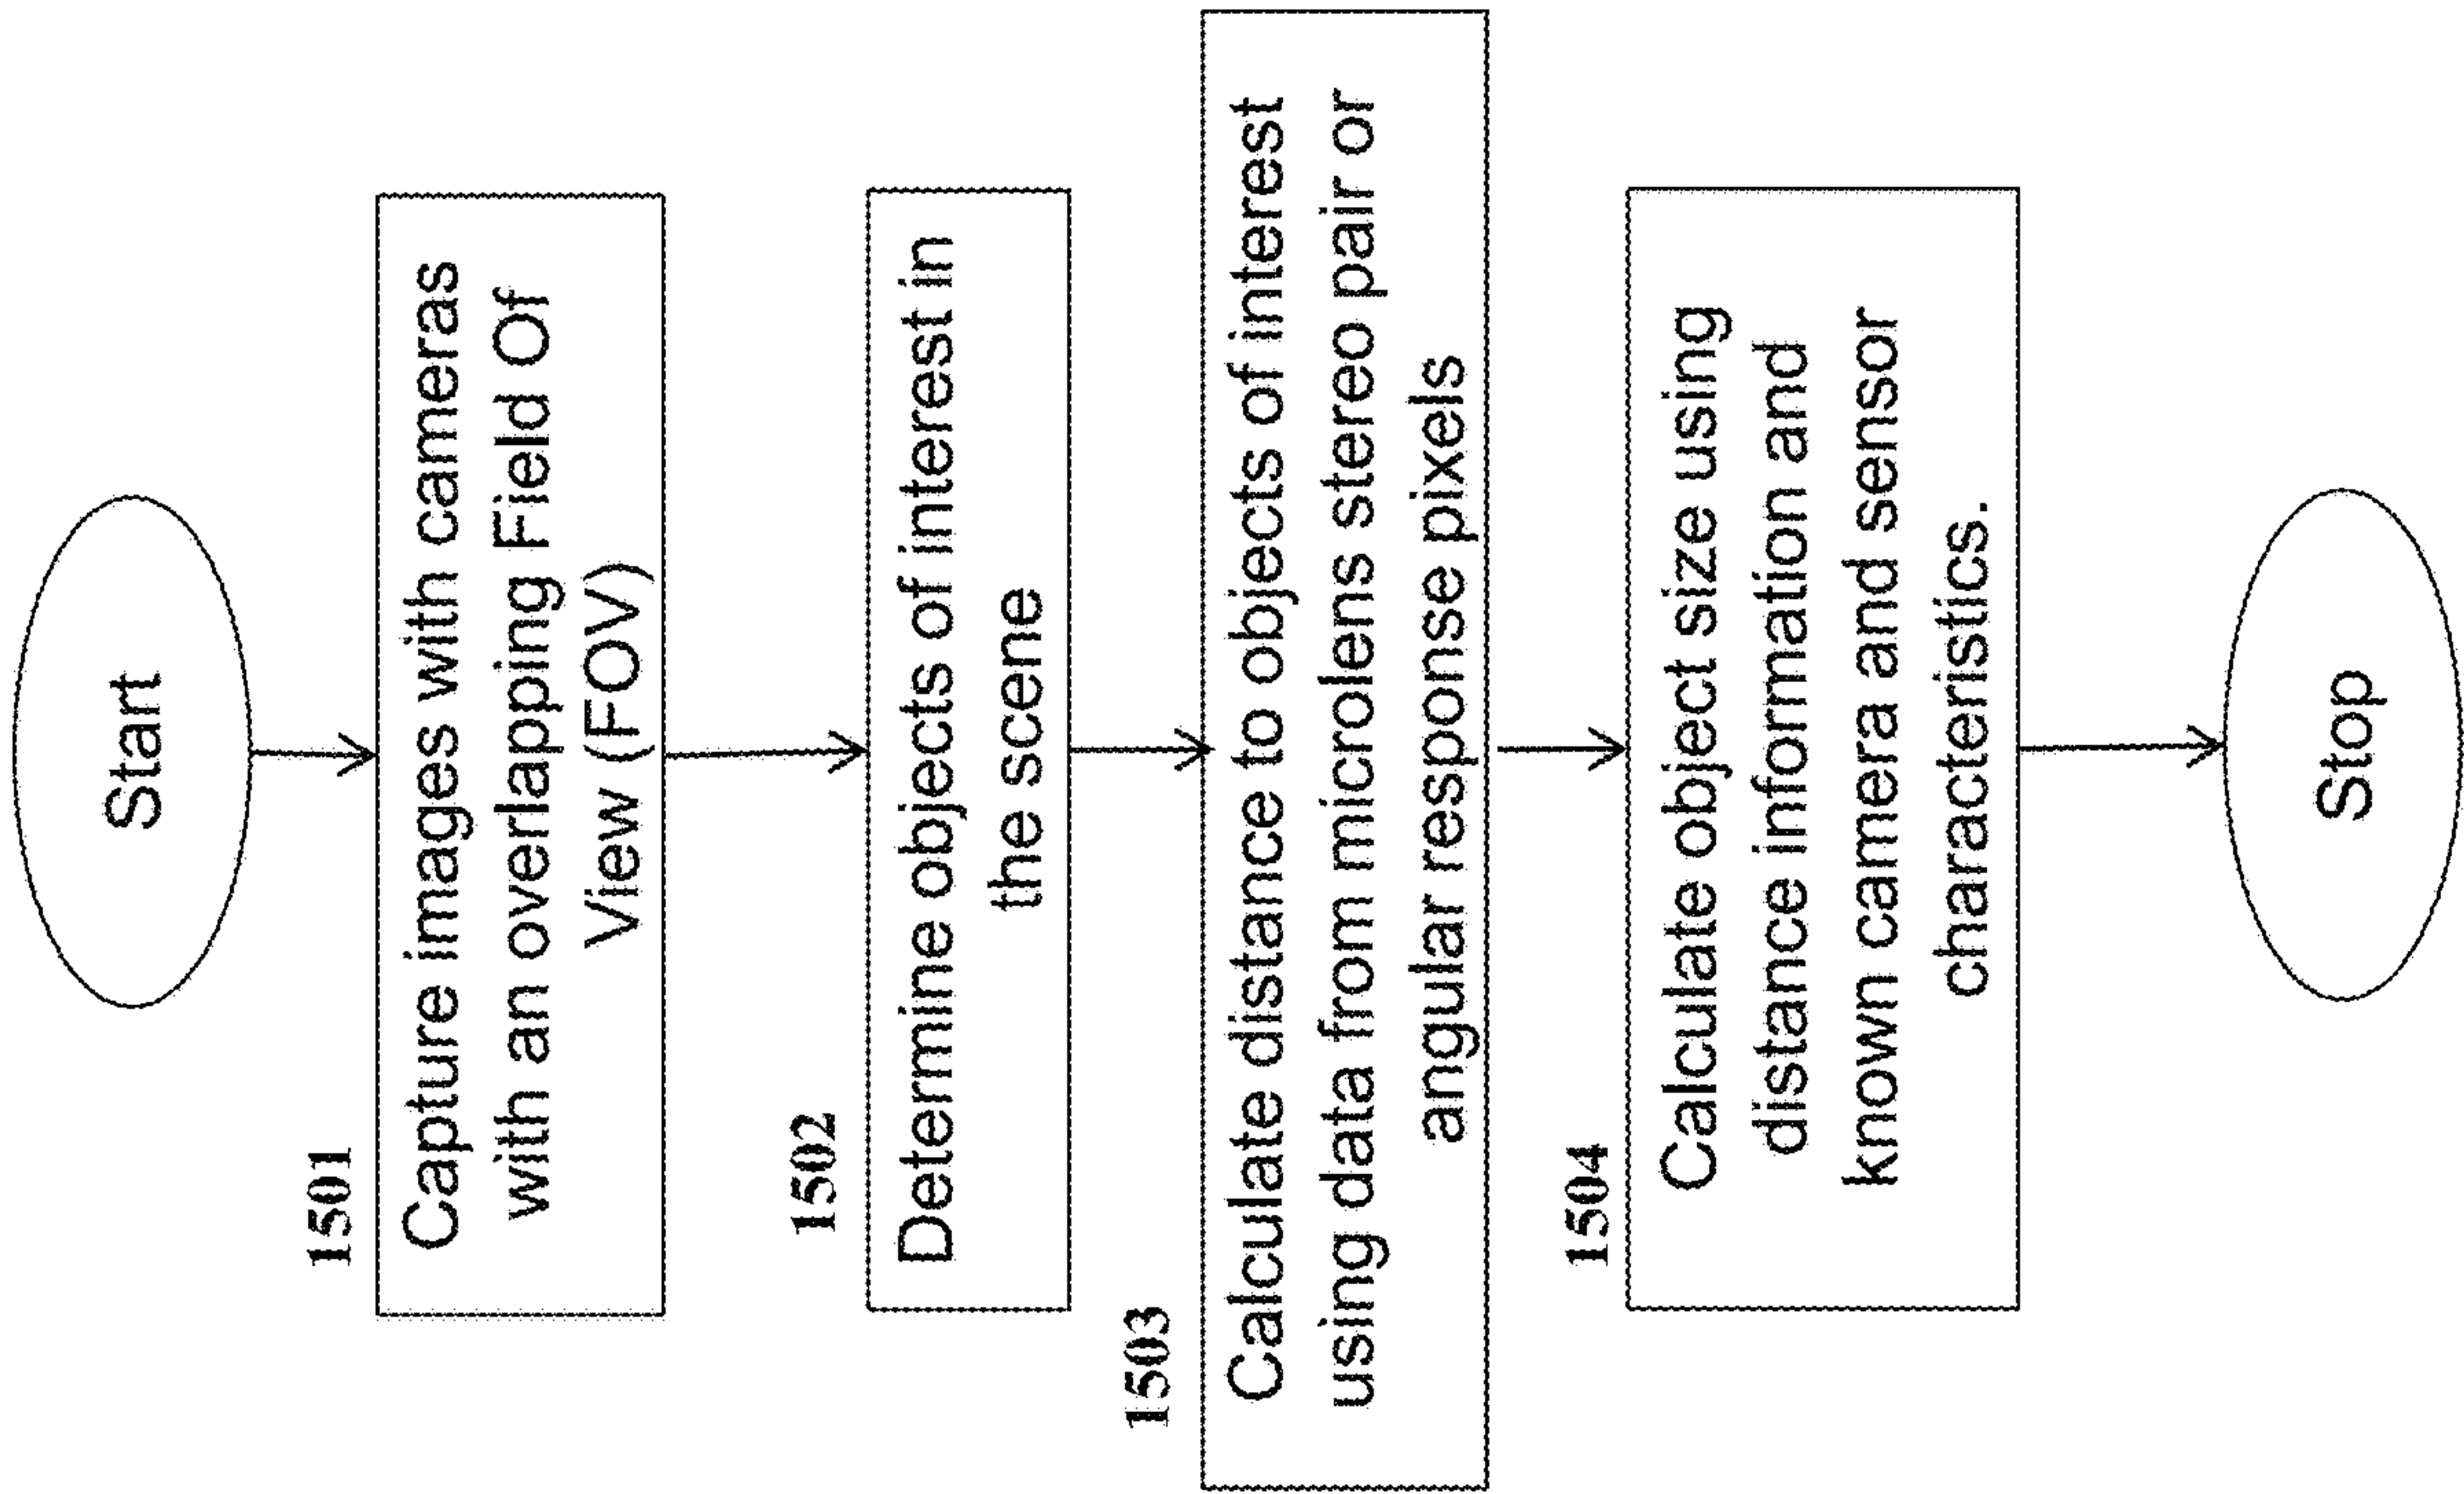 Start
1501
Capture images with cameras
with an overlapping Field Of
View (FOV)
1502
Determine objects of interest in
the scene
1503
Calculate distance to objects of interest
using data from microlens stereo pair or
angular response pixels
1504
Calculate object size using
distance information and
known camera and sensor
characteristics.
Stop